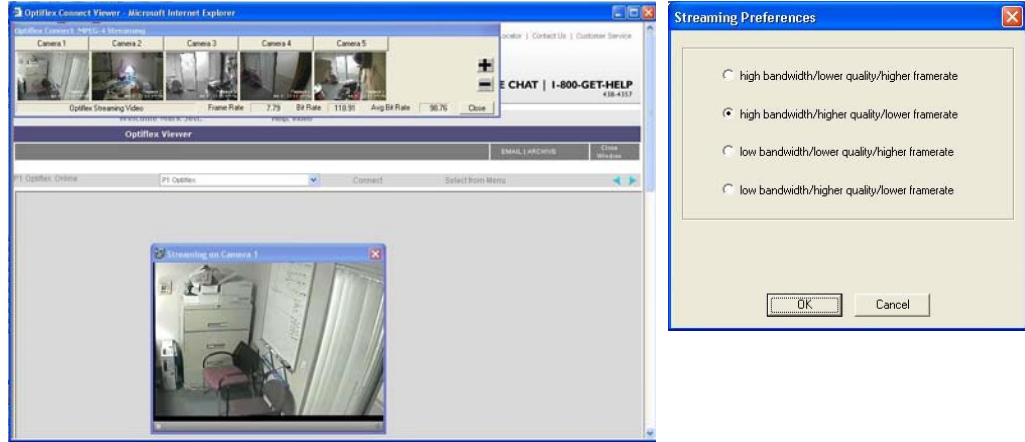 Optiflex Connect Viewer - Microsoft Internet Explorer
Optiflex Connect MPEG-4 Streaming
Camera 1 Camera 2 Camera 3 Camera 4 Camera 5
Locator | Contact Us | Customer Service
E CHAT | 1-800-GET-HELP
438-4357
Optiflex Streaming Video Frame Rate 7.79 Bit Rate 110.91 Avg Bit Rate 98.76 Close
Optiflex Viewer
EMAIL | ARCHIVE Close Window
P1 Optiflex Online P1 Optiflex Connect Select from Menu
Streaming on Camera 1
Streaming Preferences
high bandwidth/lower quality/higher framerate
high bandwidth/higher quality/lower framerate
low bandwidth/lower quality/higher framerate
low bandwidth/higher quality/lower framerate
OK Cancel